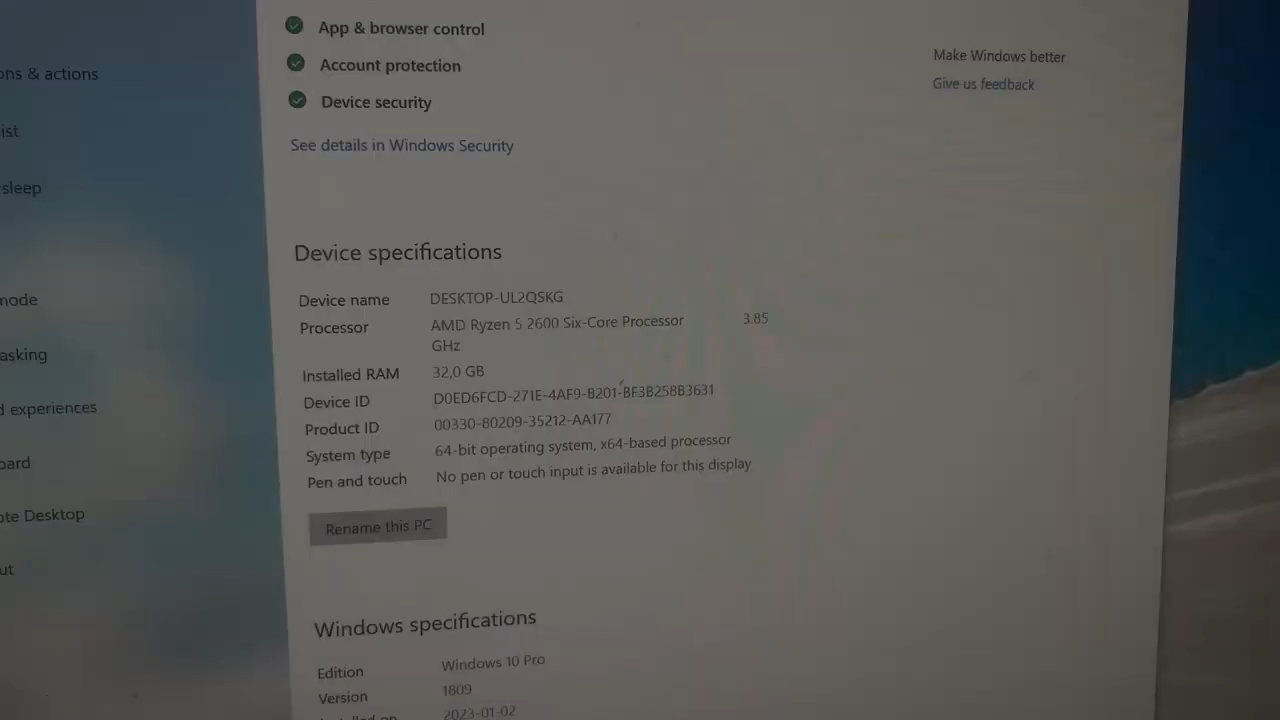 App & browser control
Account protection
Device security
See details in Windows Security
Make Windows better
Give us feedback
ons & actions
ist
sleep
mode
asking
d experiences
oard
ote Desktop
ut
Device specifications
Device name DESKTOP-UL2QSKG
Processor AMD Ryzen 5 2600 Six-Core Processor 3.85
GHz
Installed RAM 32,0 GB
Device ID D0ED6FCD-271E-4AF9-B201-BF3B258B3631
Product ID 00330-80209-35212-AA177
System type 64-bit operating system, x64-based processor
Pen and touch No pen or touch input is available for this display
Rename this PC
Windows specifications
Edition Windows 10 Pro
Version 1809
Installed on 2023-01-02